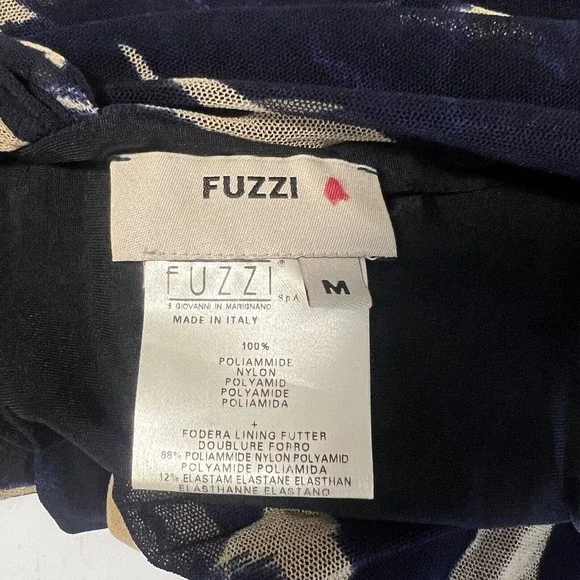 FUZZI
FUZZI® SpA
S. GIOVANNI IN MARIGNANO
MADE IN ITALY
M
100%
POLIAMMIDE
NYLON
POLYAMID
POLYAMIDE
POLIAMIDA
+
FODERA LINING FUTTER
DOUBLURE FORRO
88% POLIAMMIDE NYLON POLYAMID
POLYAMIDE POLIAMIDA
12% ELASTAM ELASTANE ELASTHAN
ELASTHANNE ELASTANO